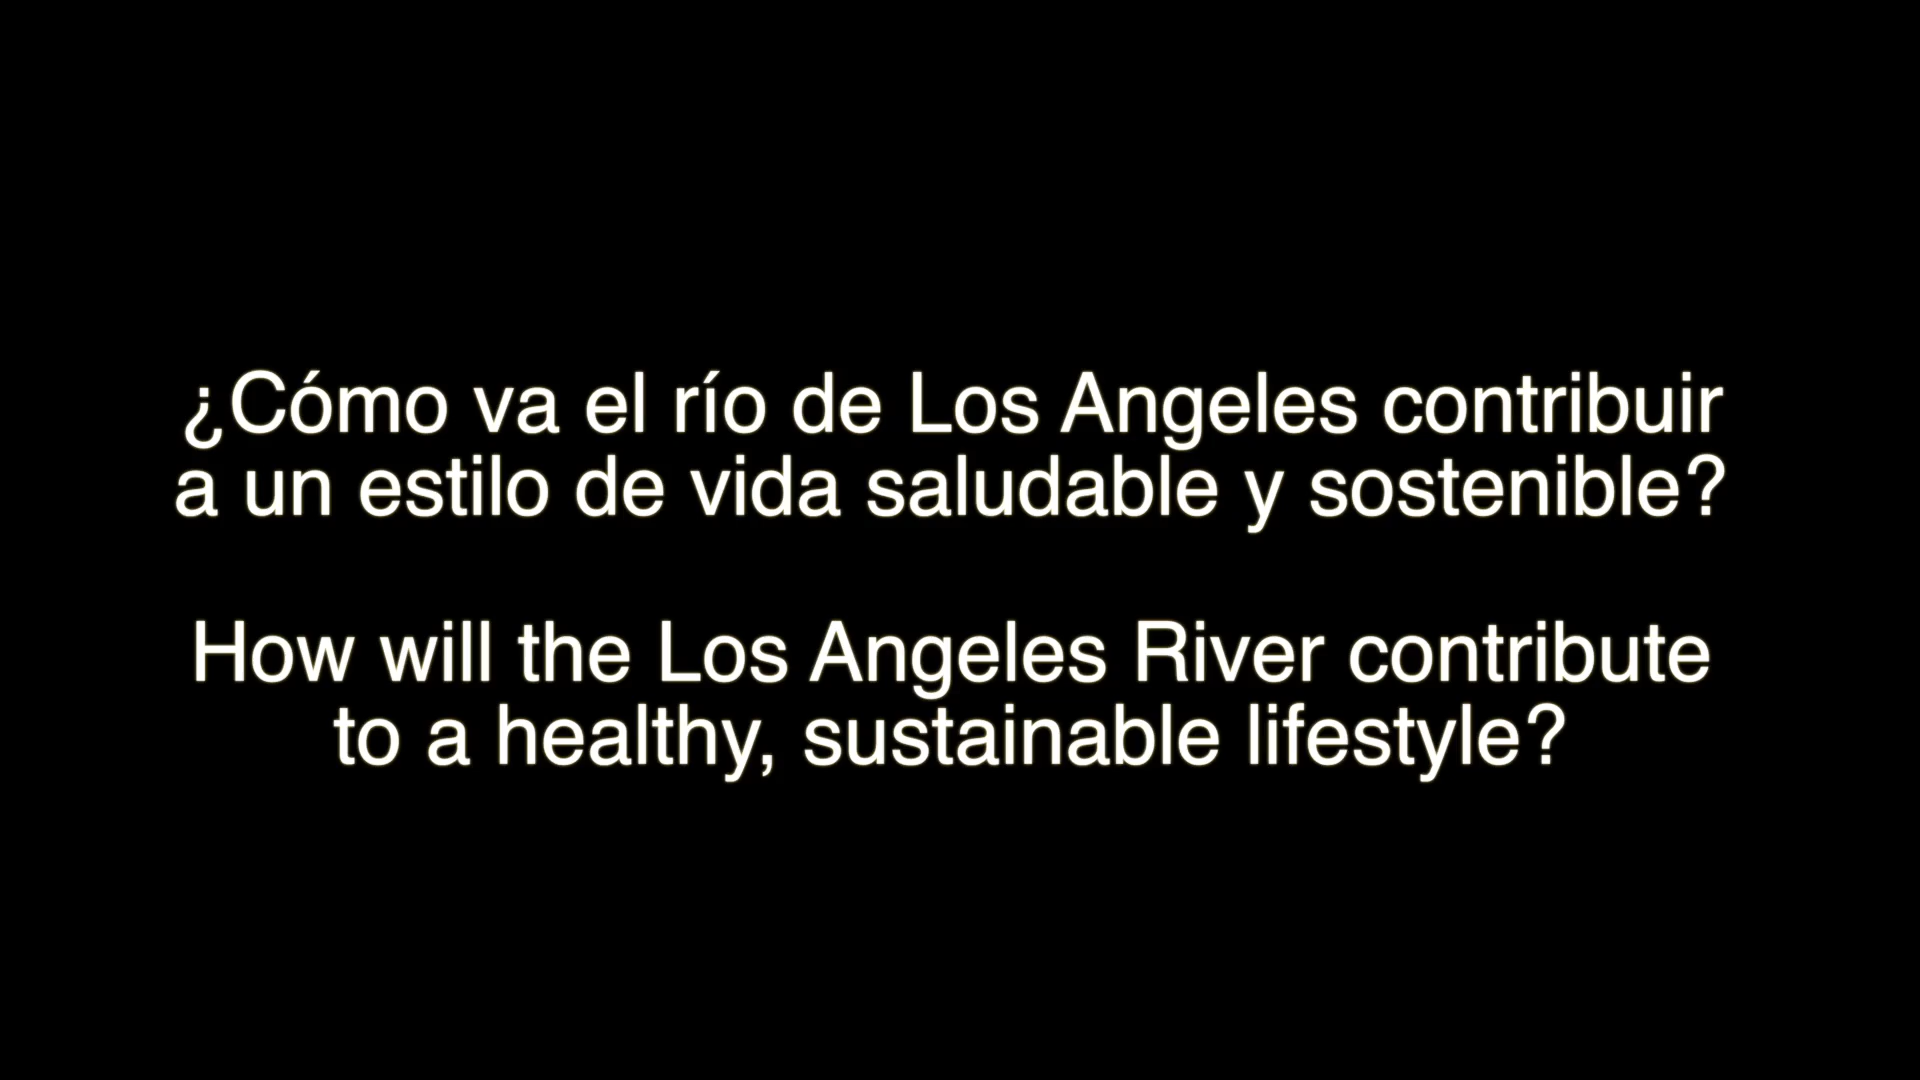 ¿Cómo va el río de Los Angeles contribuir
a un estilo de vida saludable y sostenible?
How will the Los Angeles River contribute
to a healthy, sustainable lifestyle?